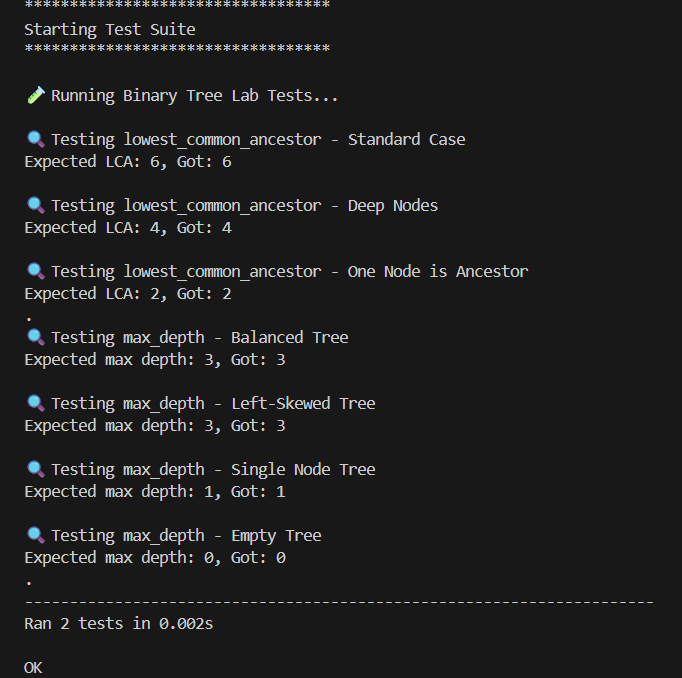 **********************************
Starting Test Suite
**********************************
🧪 Running Binary Tree Lab Tests...
🔍 Testing lowest_common_ancestor - Standard Case
Expected LCA: 6, Got: 6
🔍 Testing lowest_common_ancestor - Deep Nodes
Expected LCA: 4, Got: 4
🔍 Testing lowest_common_ancestor - One Node is Ancestor
Expected LCA: 2, Got: 2
.
🔍 Testing max_depth - Balanced Tree
Expected max depth: 3, Got: 3
🔍 Testing max_depth - Left-Skewed Tree
Expected max depth: 3, Got: 3
🔍 Testing max_depth - Single Node Tree
Expected max depth: 1, Got: 1
🔍 Testing max_depth - Empty Tree
Expected max depth: 0, Got: 0
.
----------------------------------------------------------------------
Ran 2 tests in 0.002s
OK